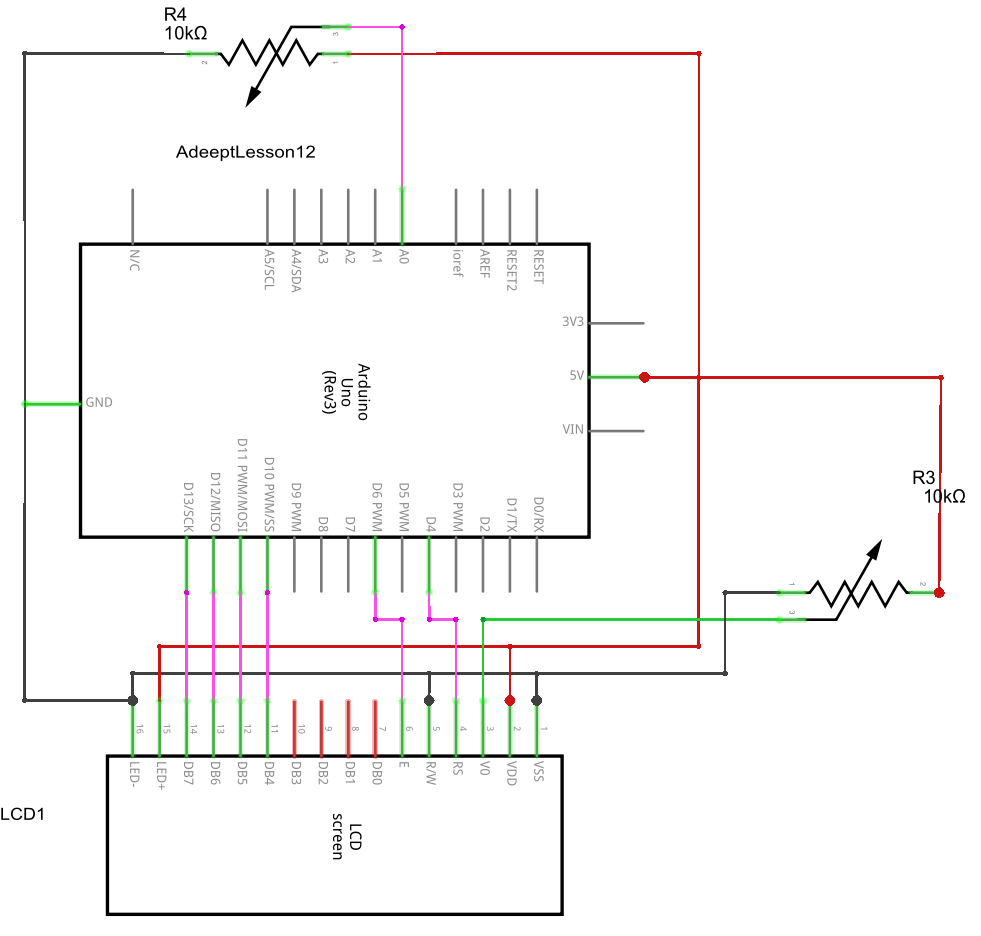 R4
10kΩ
3
2
1
AdeeptLesson12
N/C
A5/SCL
A4/SDA
A3
A2
A1
A0
ioref
AREF
RESET2
RESET
3V3
5V
VIN
GND
Arduino
Uno
(Rev3)
D13/SCK
D12/MISO
D11 PWM/MOSI
D10 PWM/SS
D9 PWM
D8
D7
D6 PWM
D5 PWM
D4
D3 PWM
D2
D1/TX
D0/RX
R3
10kΩ
1
2
3
16
15
14
13
12
11
10
9
8
7
6
5
4
3
2
1
LED-
LED+
DB7
DB6
DB5
DB4
DB3
DB2
DB1
DB0
E
R/W
RS
V0
VDD
VSS
LCD1
LCD
screen